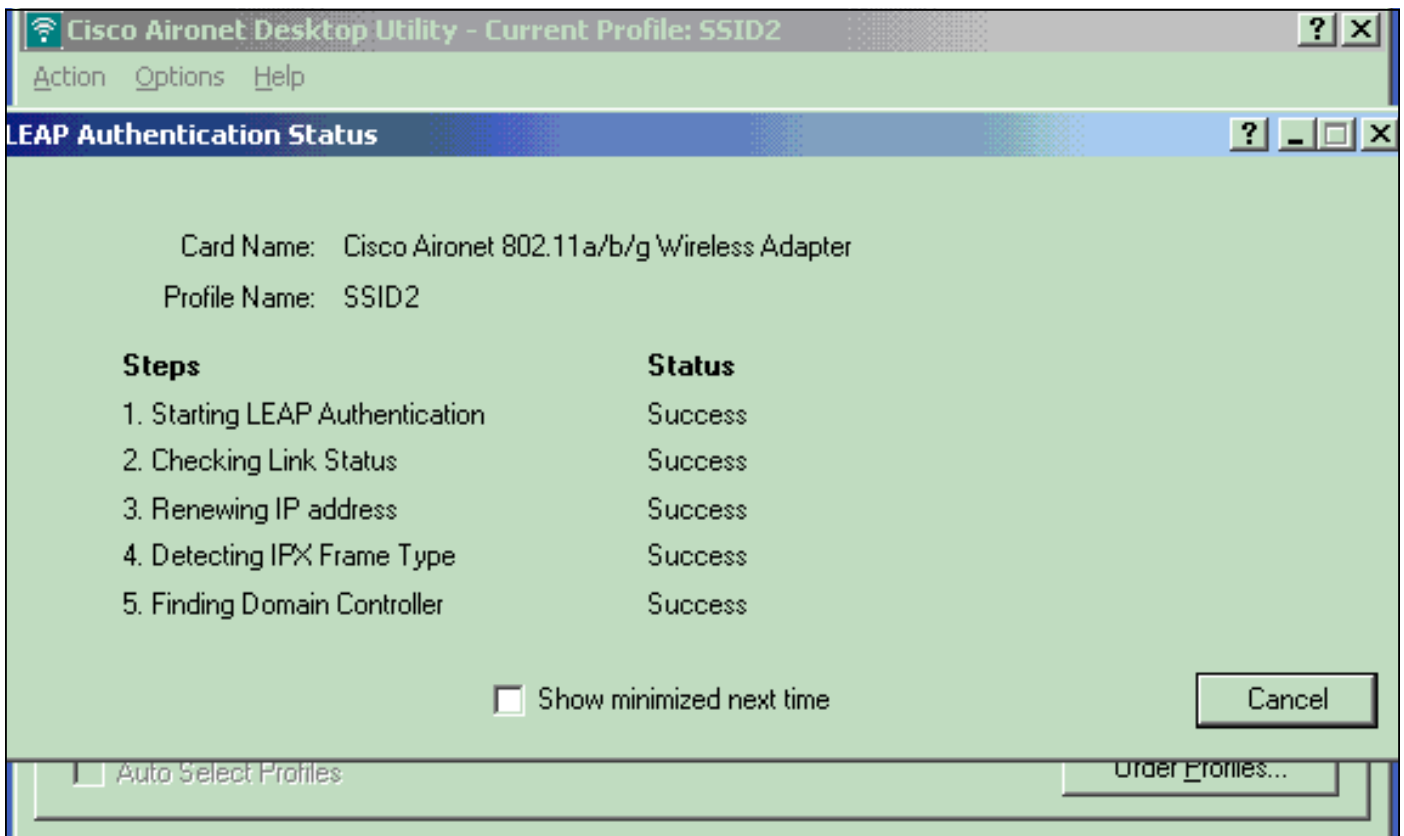 Cisco Aironet Desktop Utility - Current Profile: SSID2
Action Options Help
LEAP Authentication Status
Card Name: Cisco Aironet 802.11a/b/g Wireless Adapter
Profile Name: SSID2
Steps Status
1. Starting LEAP Authentication Success
2. Checking Link Status Success
3. Renewing IP address Success
4. Detecting IPX Frame Type Success
5. Finding Domain Controller Success
Show minimized next time Cancel
Auto Select Profiles Order Profiles...